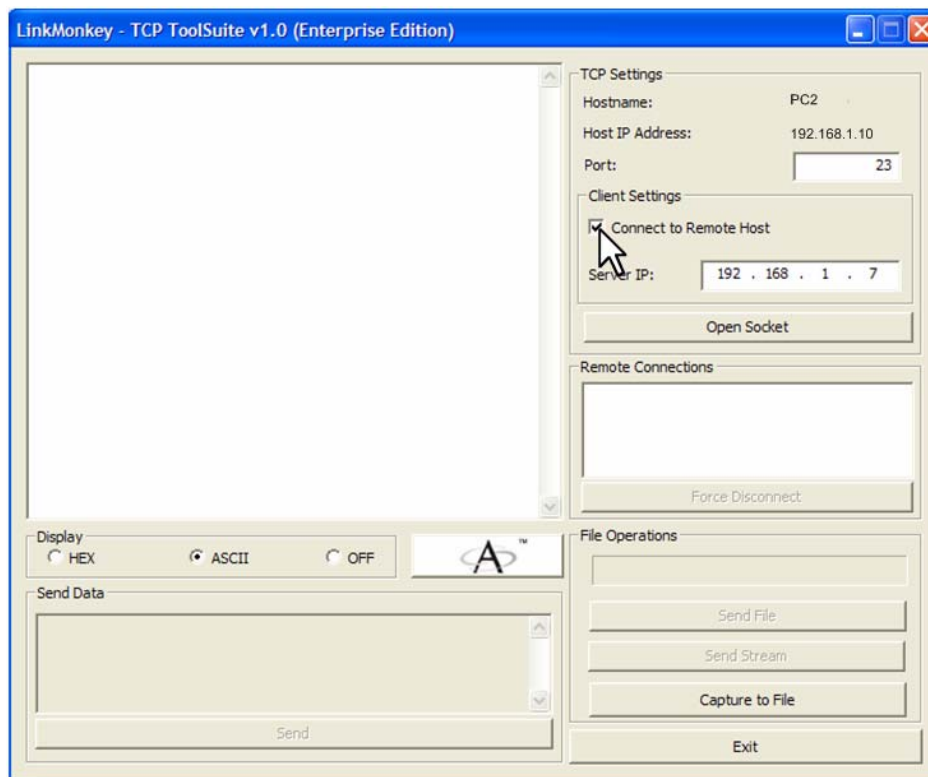 LinkMonkey - TCP ToolSuite v1.0 (Enterprise Edition)
TCP Settings
Hostname: PC2
Host IP Address: 192.168.1.10
Port: 23
Client Settings
Connect to Remote Host
Server IP: 192 . 168 . 1 . 7
Open Socket
Remote Connections
Force Disconnect
Display
HEX ASCII OFF
A™
Send Data
Send
File Operations
Send File
Send Stream
Capture to File
Exit